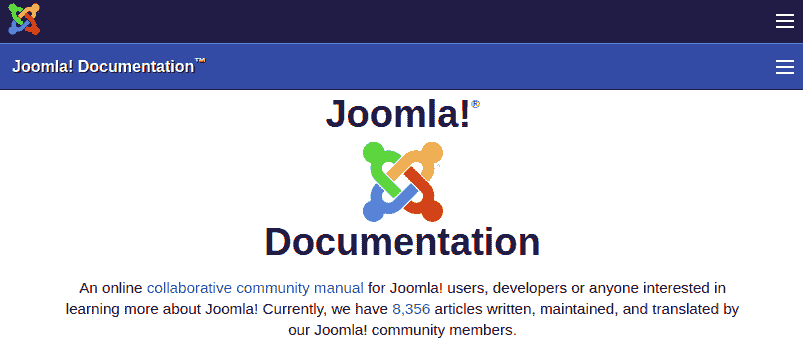 Joomla! Documentation™
Joomla!®
Documentation
An online collaborative community manual for Joomla! users, developers or anyone interested in
learning more about Joomla! Currently, we have 8,356 articles written, maintained, and translated by
our Joomla! community members.